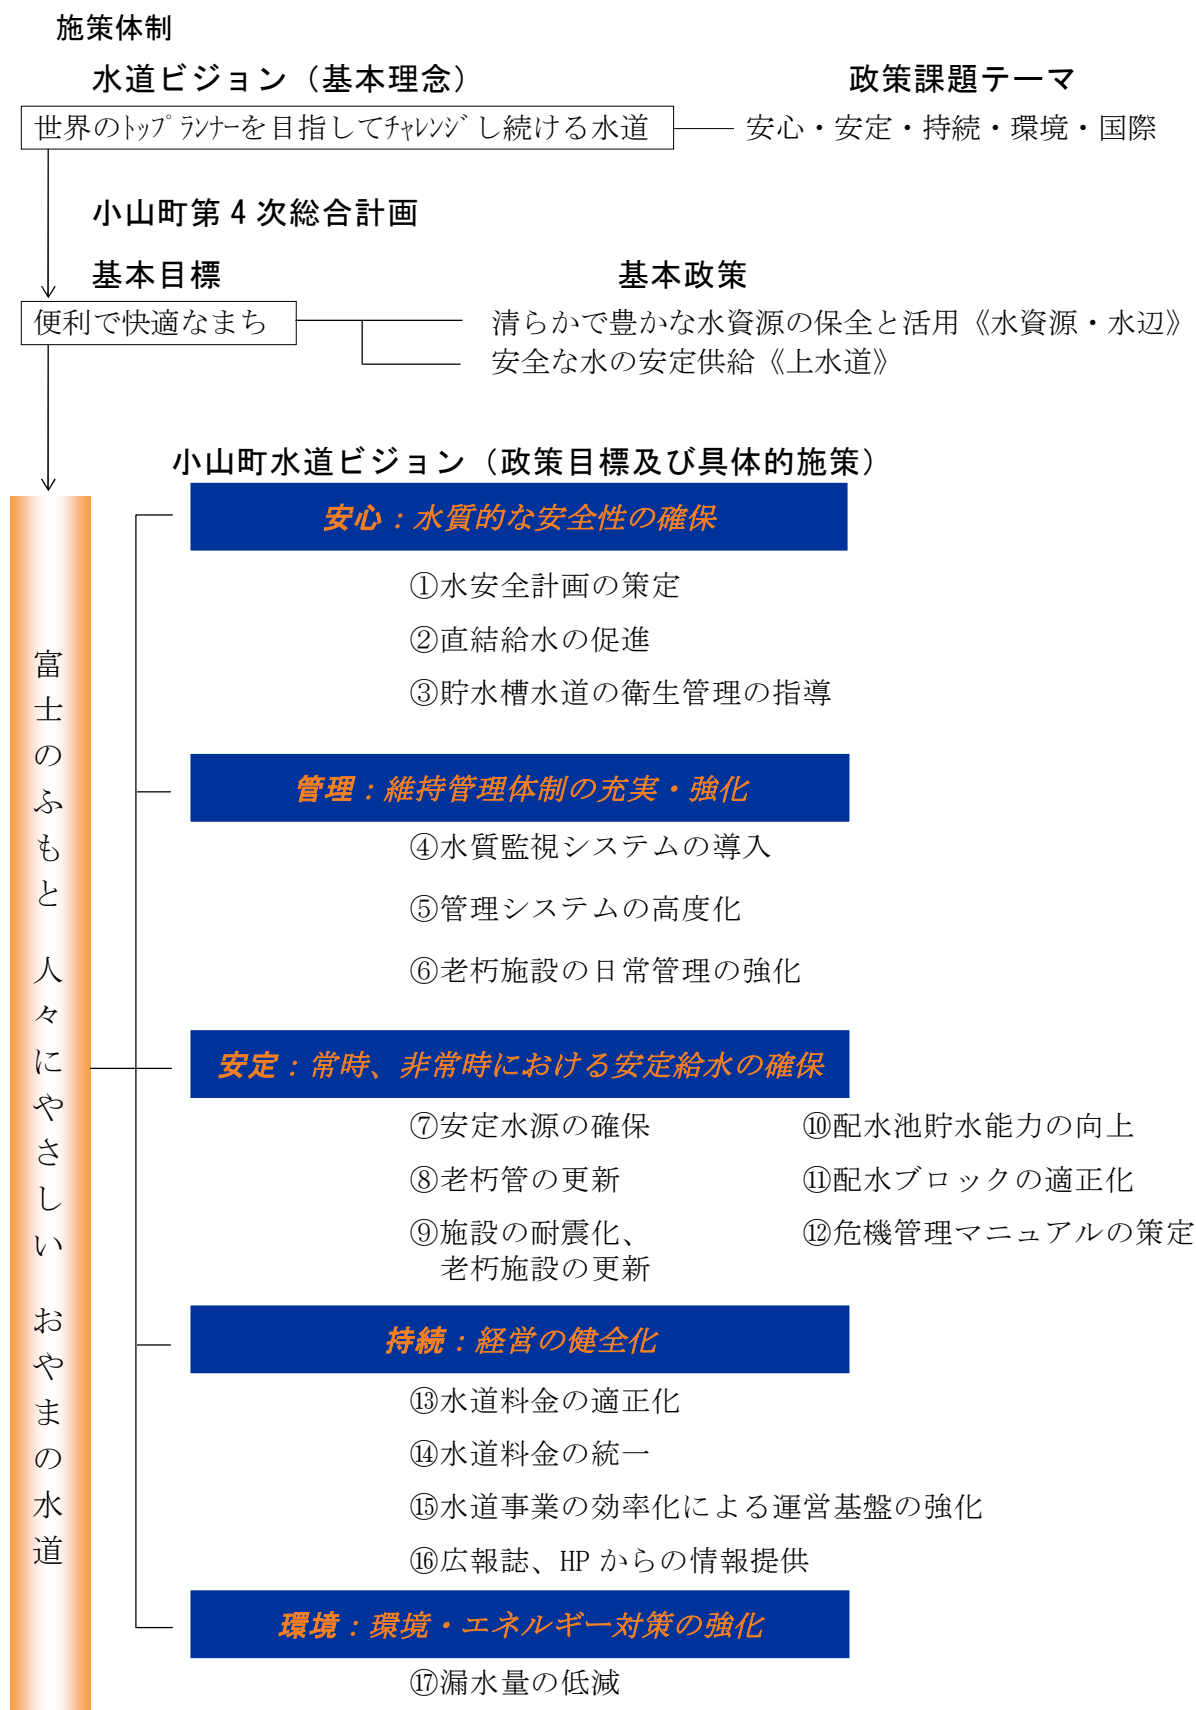 施策体制
水道ビジョン（基本理念）
政策課題テーマ
世界のﾄｯﾌﾟﾗﾝﾅｰを目指してﾁｬﾚﾝｼﾞし続ける水道
安心・安定・持続・環境・国際
小山町第４次総合計画
基本目標
基本政策
便利で快適なまち
清らかで豊かな水資源の保全と活用《水資源・水辺》
安全な水の安定供給《上水道》
小山町水道ビジョン（政策目標及び具体的施策）
富士のふもと　人々にやさしい　おやまの水道
安心：水質的な安全性の確保
①水安全計画の策定
②直結給水の促進
③貯水槽水道の衛生管理の指導
管理：維持管理体制の充実・強化
④水質監視システムの導入
⑤管理システムの高度化
⑥老朽施設の日常管理の強化
安定：常時、非常時における安定給水の確保
⑦安定水源の確保
⑧老朽管の更新
⑨施設の耐震化、
老朽施設の更新
⑩配水池貯水能力の向上
⑪配水ブロックの適正化
⑫危機管理マニュアルの策定
持続：経営の健全化
⑬水道料金の適正化
⑭水道料金の統一
⑮水道事業の効率化による運営基盤の強化
⑯広報誌、HP からの情報提供
環境：環境・エネルギー対策の強化
⑰漏水量の低減